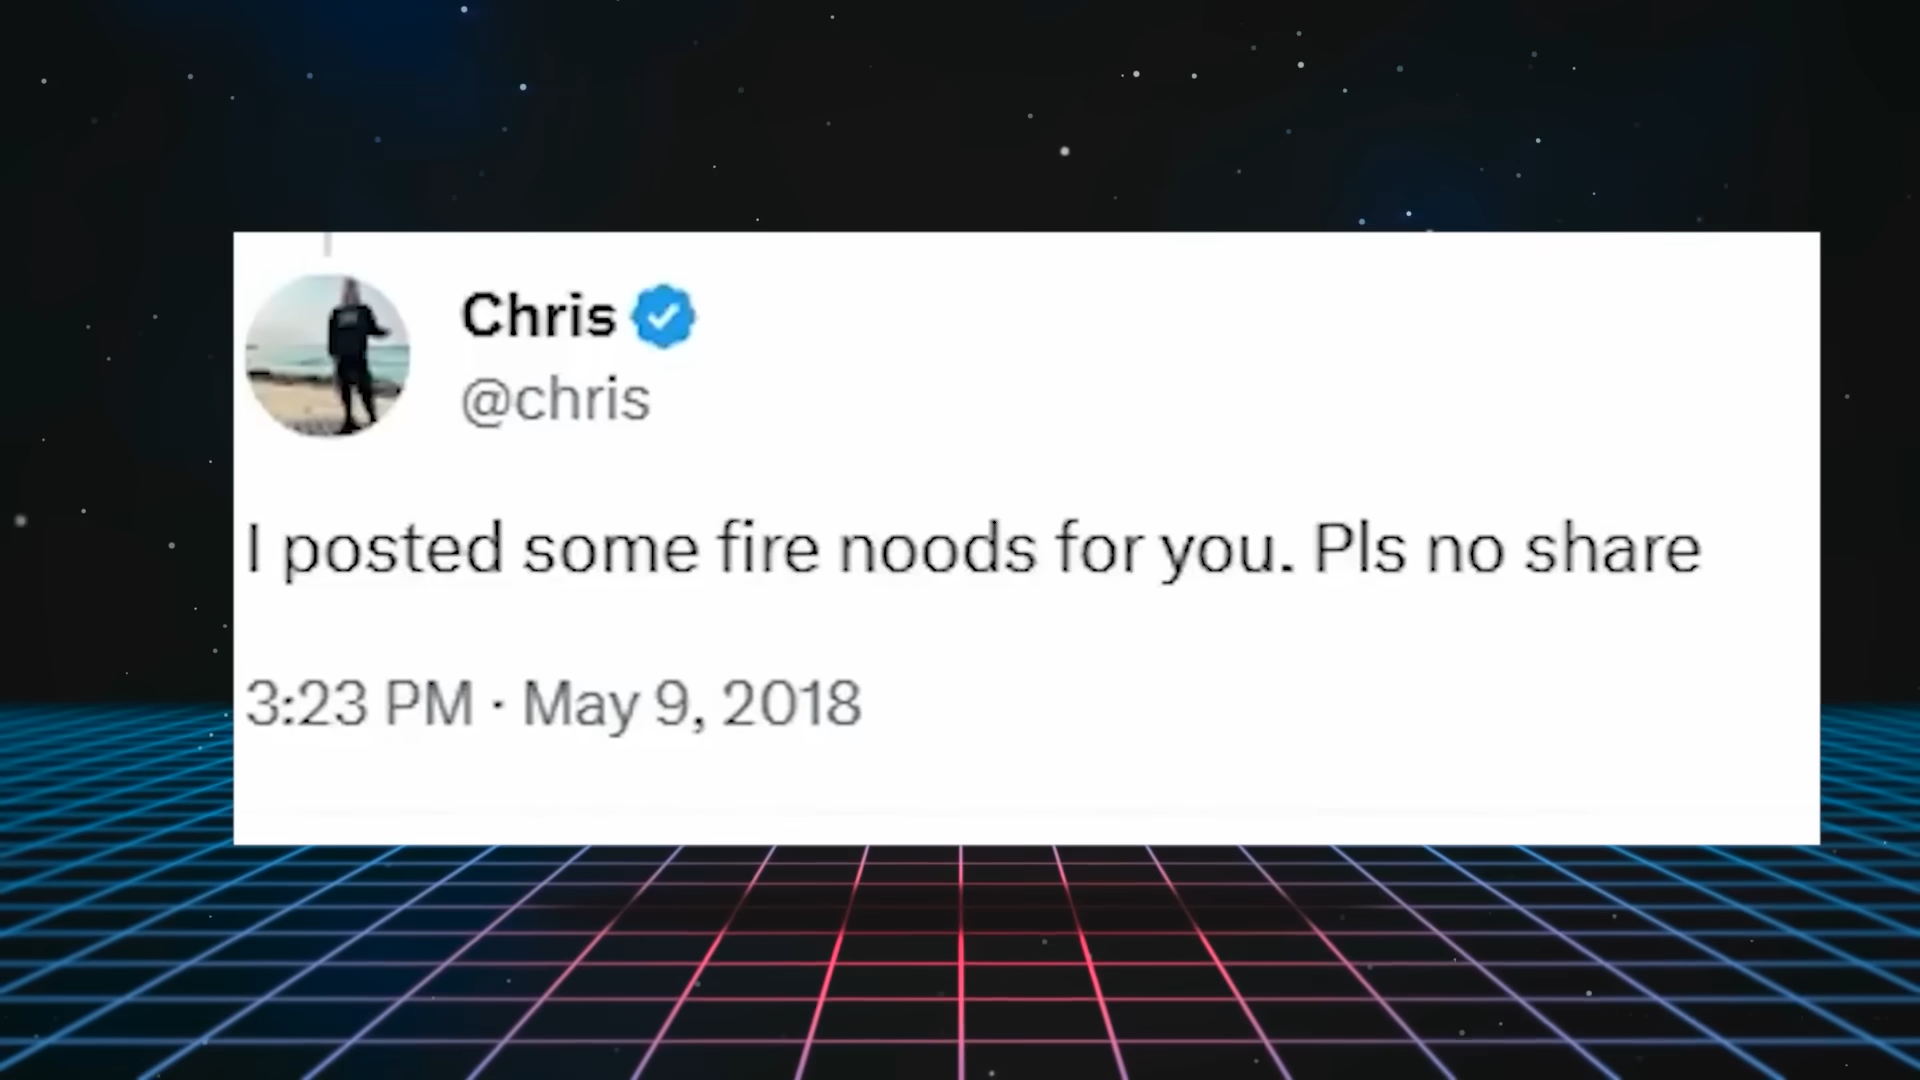 Chris
@chris
I posted some fire noods for you. Pls no share
3:23 PM · May 9, 2018